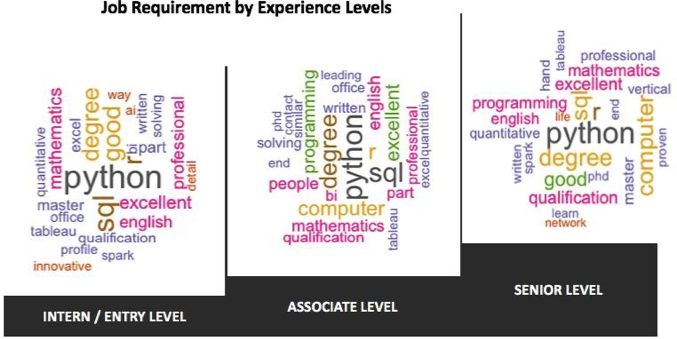 Job Requirement by Experience Levels
way
ai
mathematics
degree
good
excel
written
solving
professional
quantitative
r
bi
part
detail
python
master
sql
excellent
office
english
tableau
qualification
profile
spark
innovative
INTERN / ENTRY LEVEL
leading
office
programming
english
excellent
phd
contact
similar
written
professional
quantitative
solving
degree
python
r
end
sql
excel
people
bi
part
computer
mathematics
qualification
tableau
ASSOCIATE LEVEL
tableau
professional
hand
mathematics
excellent
vertical
sql
programming
r
end
computer
english
life
quantitative
python
proven
written
spark
degree
good
phd
master
qualification
learn
network
SENIOR LEVEL